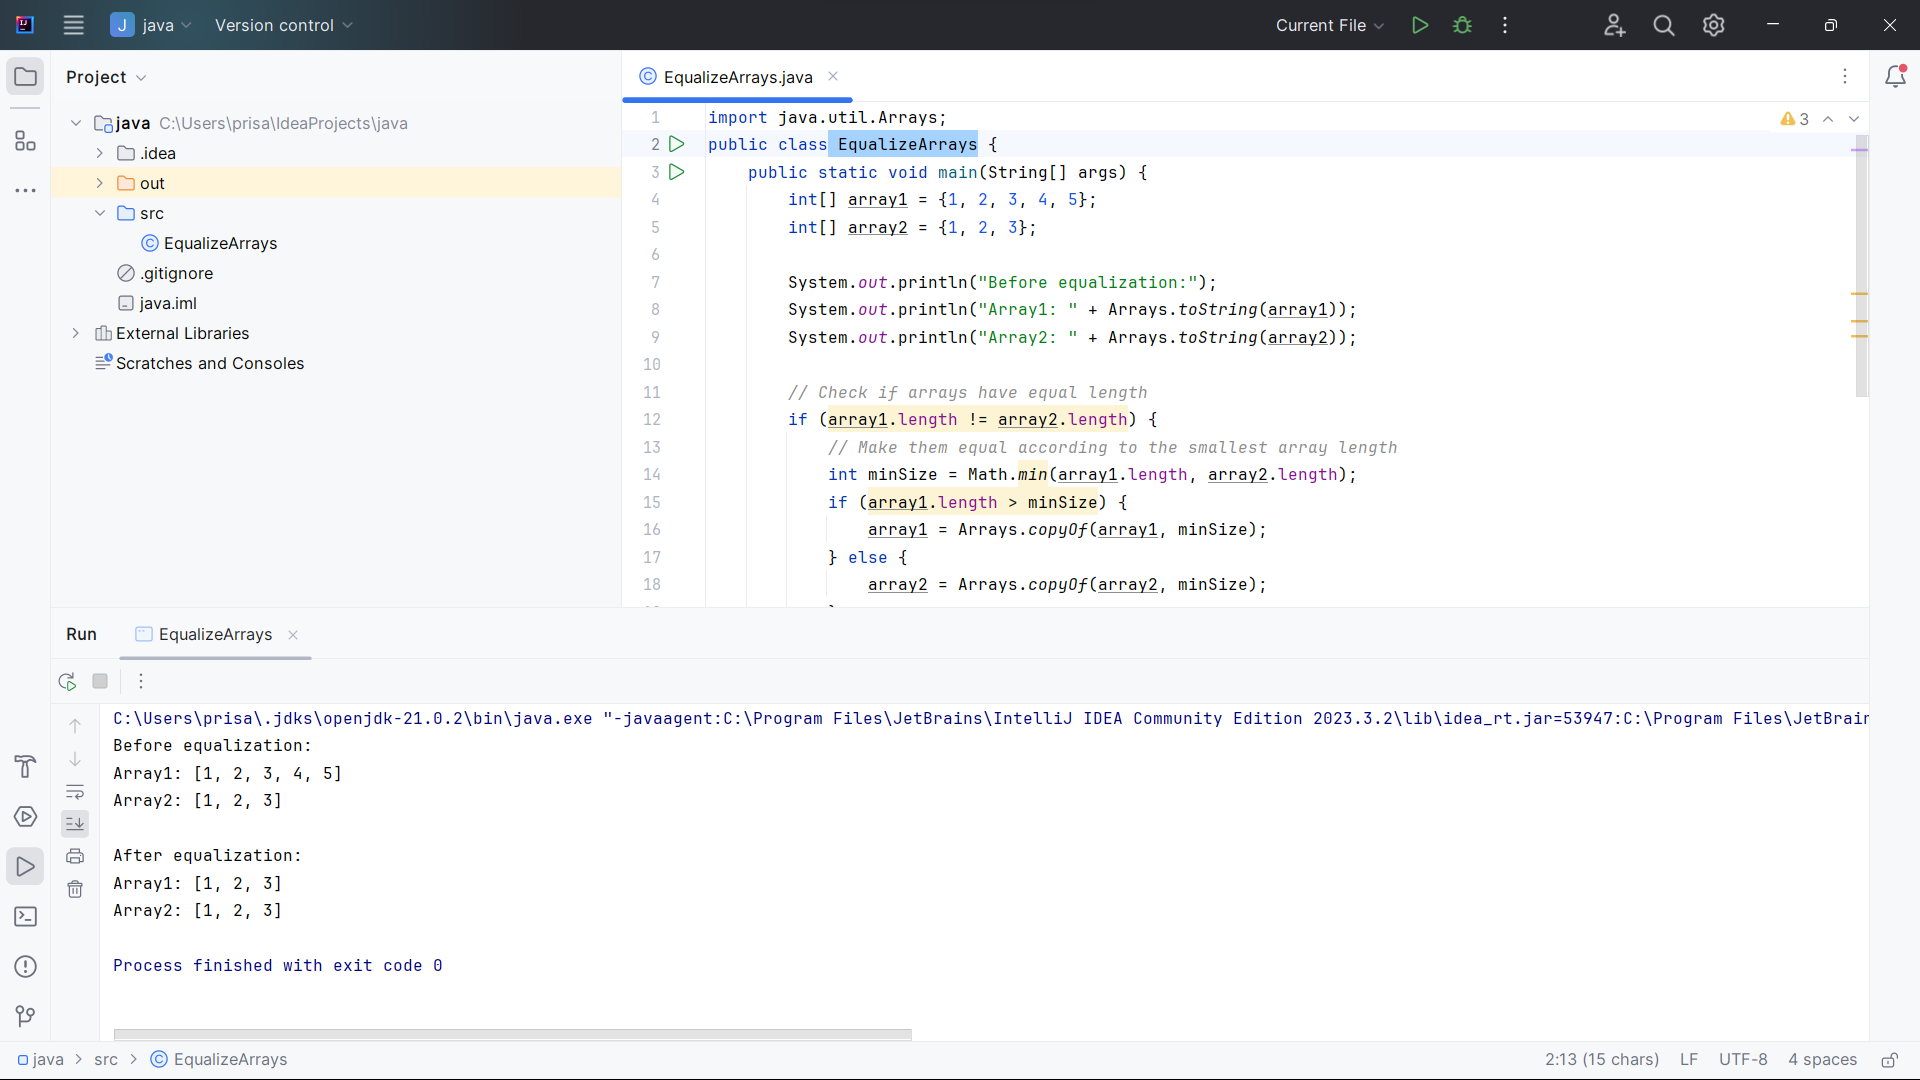 java Version control Current File
Project
EqualizeArrays.java
java C:\Users\prisa\IdeaProjects\java
.idea
out
src
EqualizeArrays
.gitignore
java.iml
External Libraries
Scratches and Consoles
3
1 import java.util.Arrays;
2 public class EqualizeArrays {
3 public static void main(String[] args) {
4 int[] array1 = {1, 2, 3, 4, 5};
5 int[] array2 = {1, 2, 3};
6
7 System.out.println("Before equalization:");
8 System.out.println("Array1: " + Arrays.toString(array1));
9 System.out.println("Array2: " + Arrays.toString(array2));
10
11 // Check if arrays have equal length
12 if (array1.length != array2.length) {
13 // Make them equal according to the smallest array length
14 int minSize = Math.min(array1.length, array2.length);
15 if (array1.length > minSize) {
16 array1 = Arrays.copyOf(array1, minSize);
17 } else {
18 array2 = Arrays.copyOf(array2, minSize);
Run EqualizeArrays
C:\Users\prisa\.jdks\openjdk-21.0.2\bin\java.exe "-javaagent:C:\Program Files\JetBrains\IntelliJ IDEA Community Edition 2023.3.2\lib\idea_rt.jar=53947:C:\Program Files\JetBrain
Before equalization:
Array1: [1, 2, 3, 4, 5]
Array2: [1, 2, 3]
After equalization:
Array1: [1, 2, 3]
Array2: [1, 2, 3]
Process finished with exit code 0
java > src > EqualizeArrays 2:13 (15 chars) LF UTF-8 4 spaces